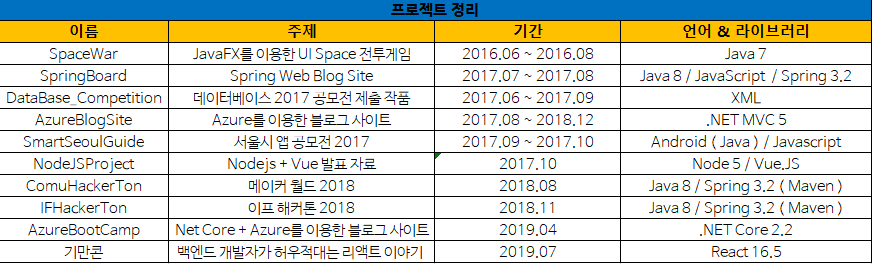 프로젝트 정리
이름 주제 기간 언어 & 라이브러리
SpaceWar JavaFX를 이용한 UI Space 전투게임 2016.06 ~ 2016.08 Java 7
SpringBoard Spring Web Blog Site 2017.07 ~ 2017.08 Java 8 / JavaScript / Spring 3.2
DataBase_Competition 데이터베이스 2017 공모전 제출 작품 2017.06 ~ 2017.09 XML
AzureBlogSite Azure를 이용한 블로그 사이트 2017.08 ~ 2018.12 .NET MVC 5
SmartSeoulGuide 서울시 앱 공모전 2017 2017.09 ~ 2017.10 Android ( Java ) / Javascript
NodeJSProject Nodejs + Vue 발표 자료 2017.10 Node 5 / Vue.JS
ComuHackerTon 메이커 월드 2018 2018.08 Java 8 / Spring 3.2 ( Maven )
IFHackerTon 이프 해커톤 2018 2018.11 Java 8 / Spring 3.2 ( Maven )
AzureBootCamp Net Core + Azure를 이용한 블로그 사이트 2019.04 .NET Core 2.2
기만콘 백엔드 개발자가 허우적대는 리액트 이야기 2019.07 React 16.5